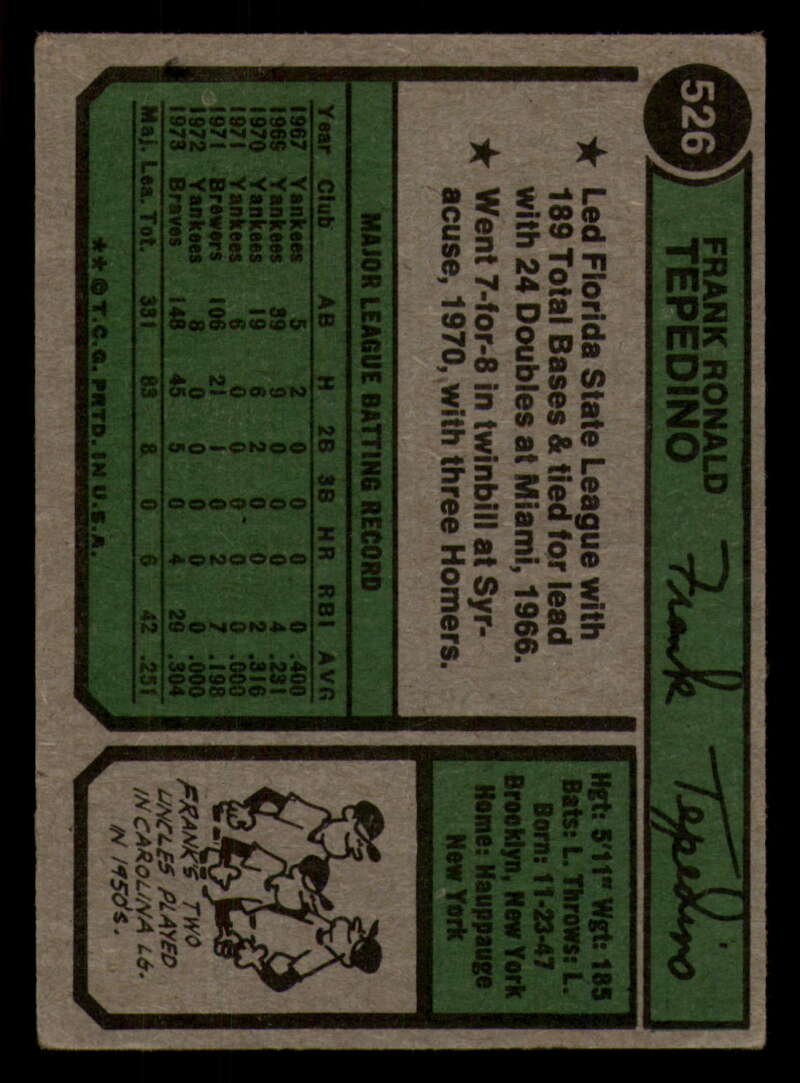 526
FRANK RONALD
TEPEDINO
Frank Tepedino
★ Led Florida State League with
189 Total Bases & tied for lead
with 24 Doubles at Miami, 1966.
★ Went 7-for-8 in twinbill at Syr-
acuse, 1970, with three Homers.
Hgt: 5'11" Wgt: 185
Bats: L. Throws: L.
Born: 11-23-47
Brooklyn, New York
Home: Hauppauge
New York
MAJOR LEAGUE BATTING RECORD
Year Club AB H 2B 3B HR RBI AVG
1967 Yankees 5 2 0 0 0 0 .400
1969 Yankees 39 9 0 0 0 4 .231
1970 Yankees 19 6 2 0 0 2 .316
1971 Yankees 6 0 0 0 0 0 .000
1971 Brewers 106 21 1 0 2 7 .198
1972 Yankees 8 0 0 0 0 0 .000
1973 Braves 148 45 5 0 4 29 .304
Maj. Lea. Tot. 331 83 8 0 6 42 .251
** © T.C.G. PRTD. IN U.S.A.
FRANK'S TWO
UNCLES PLAYED
IN CAROLINA LG.
IN 1950'S.